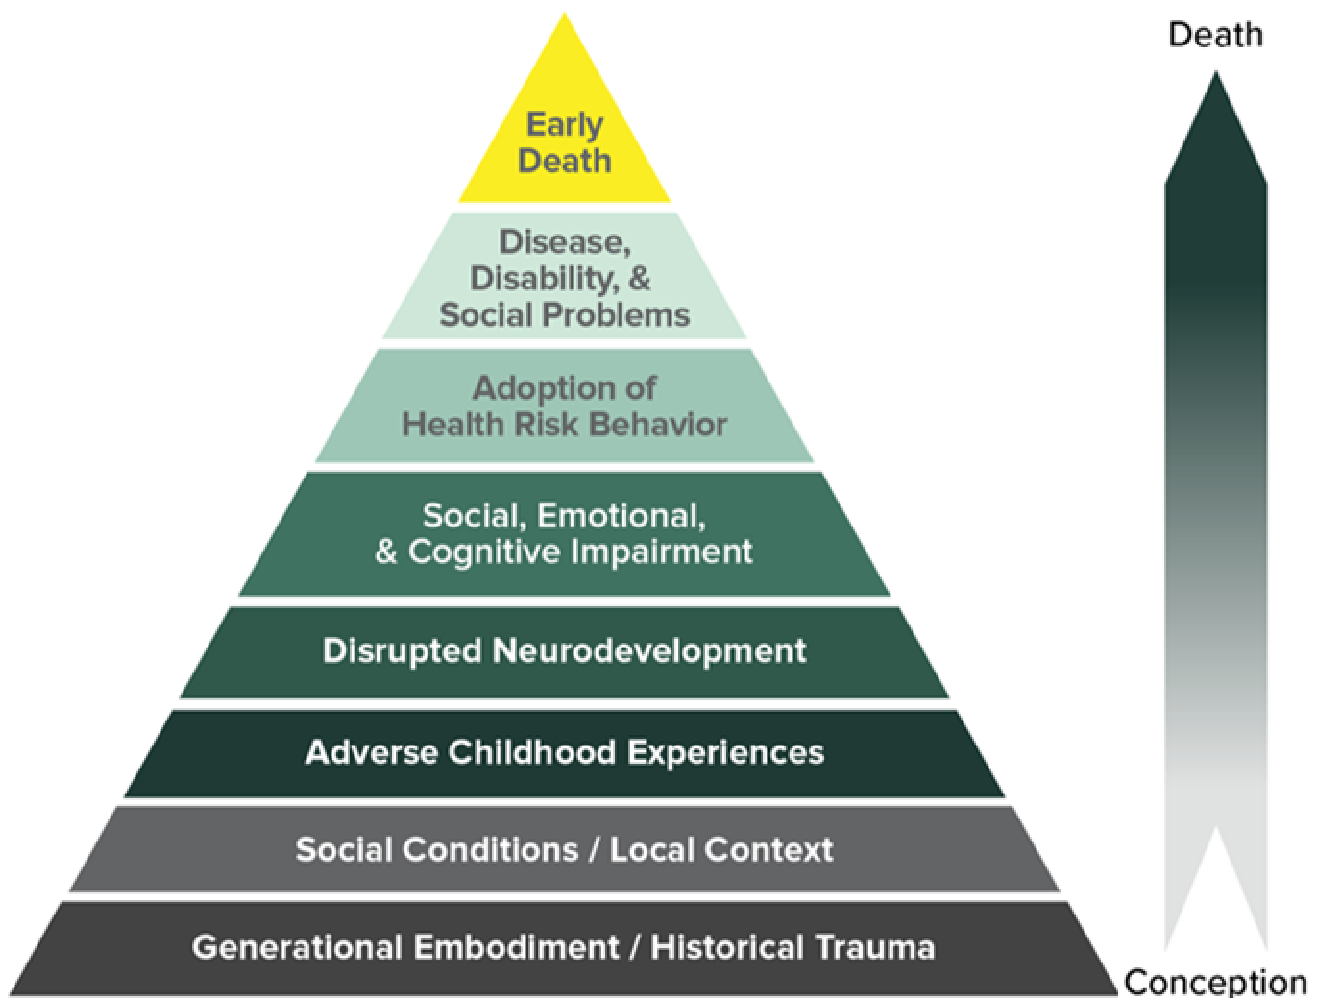 Death
Early
Death
Disease,
Disability, &
Social Problems
Adoption of
Health Risk Behavior
Social, Emotional,
& Cognitive Impairment
Disrupted Neurodevelopment
Adverse Childhood Experiences
Social Conditions / Local Context
Generational Embodiment / Historical Trauma
Conception